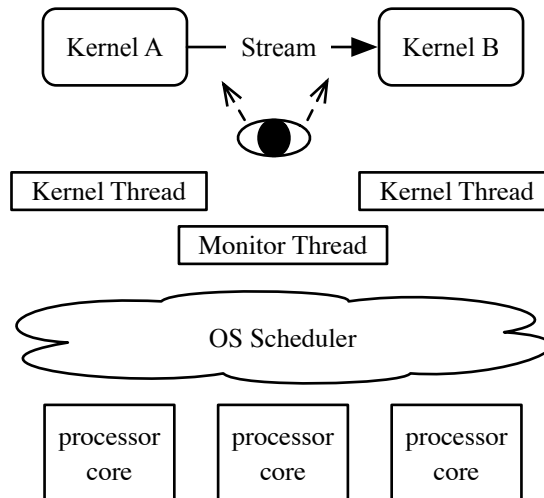 Kernel A
Stream
Kernel B
Kernel Thread
Kernel Thread
Monitor Thread
OS Scheduler
processor
core
processor
core
processor
core